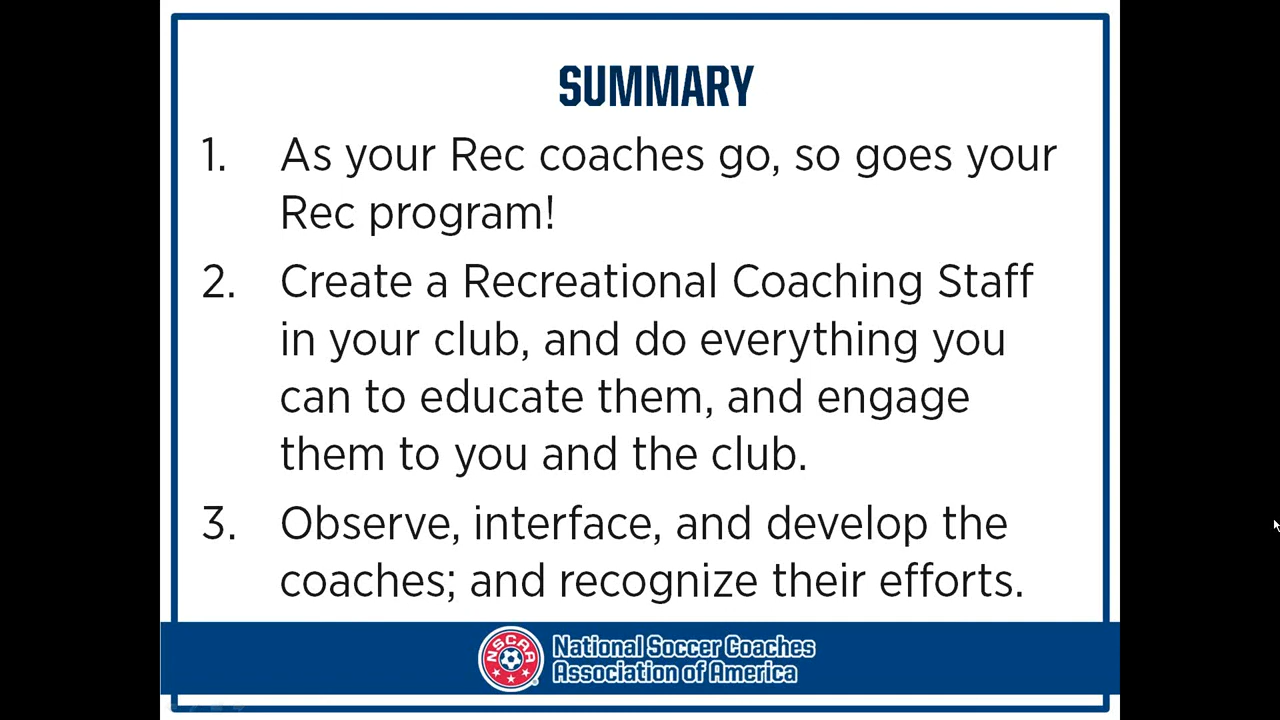 SUMMARY
1. As your Rec coaches go, so goes your
Rec program!
2. Create a Recreational Coaching Staff
in your club, and do everything you
can to educate them, and engage
them to you and the club.
3. Observe, interface, and develop the
coaches; and recognize their efforts.
NSCAA
National Soccer Coaches
Association of America